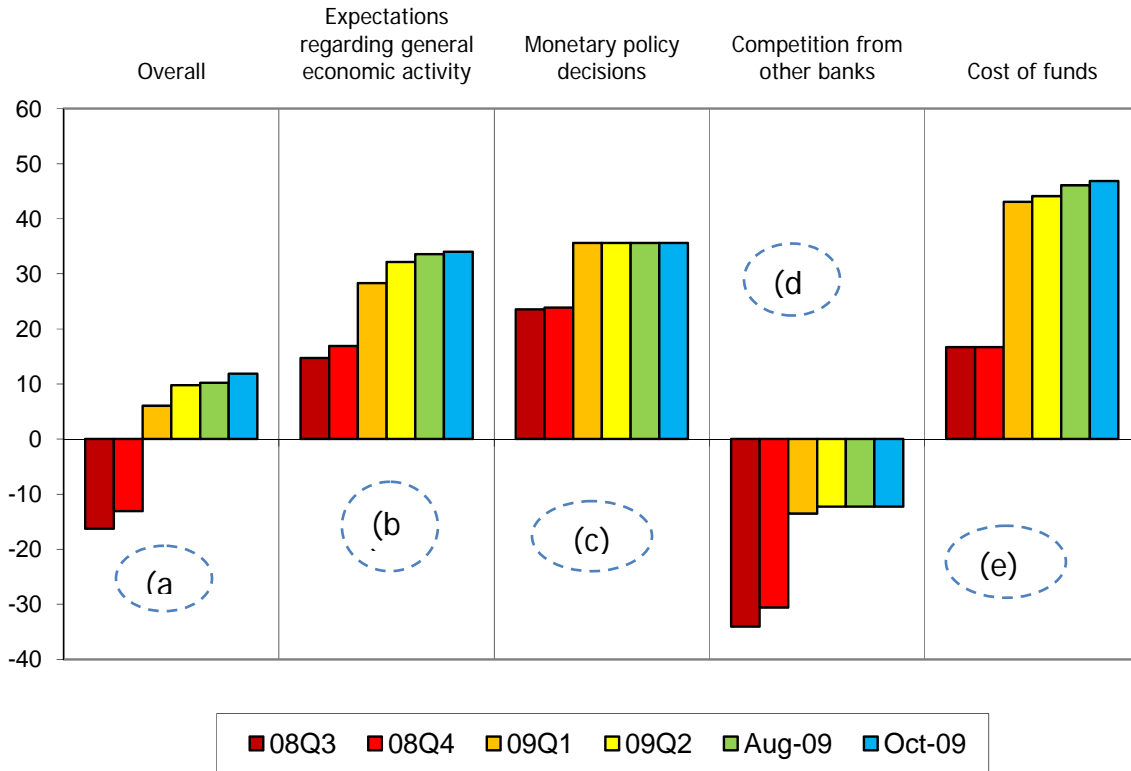 Overall
Expectations
regarding general
economic activity
Monetary policy
decisions
Competition from
other banks
Cost of funds
60
50
40
30
20
10
0
-10
-20
-30
-40
(a
(b
(c)
(d
(e)
08Q3 08Q4 09Q1 09Q2 Aug-09 Oct-09